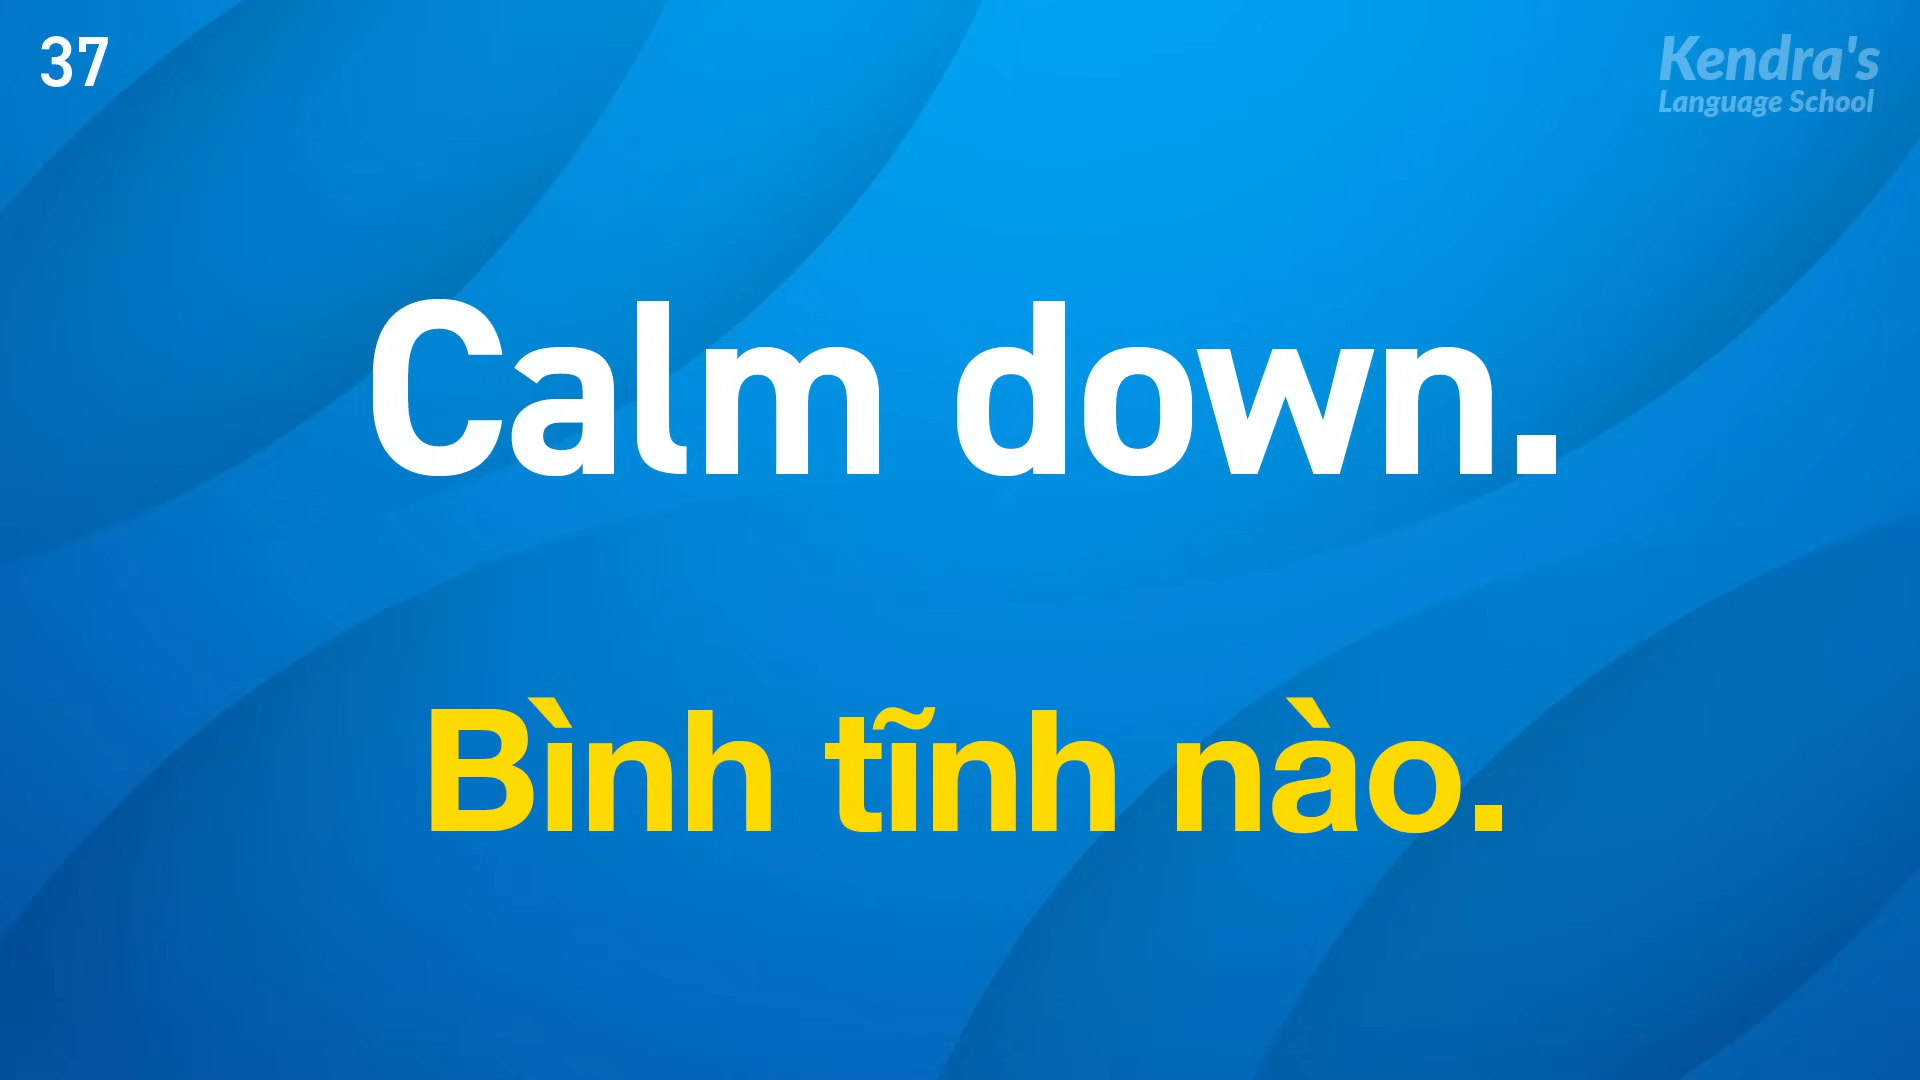 37
Kendra's
Language School
Calm down.
Bình tĩnh nào.